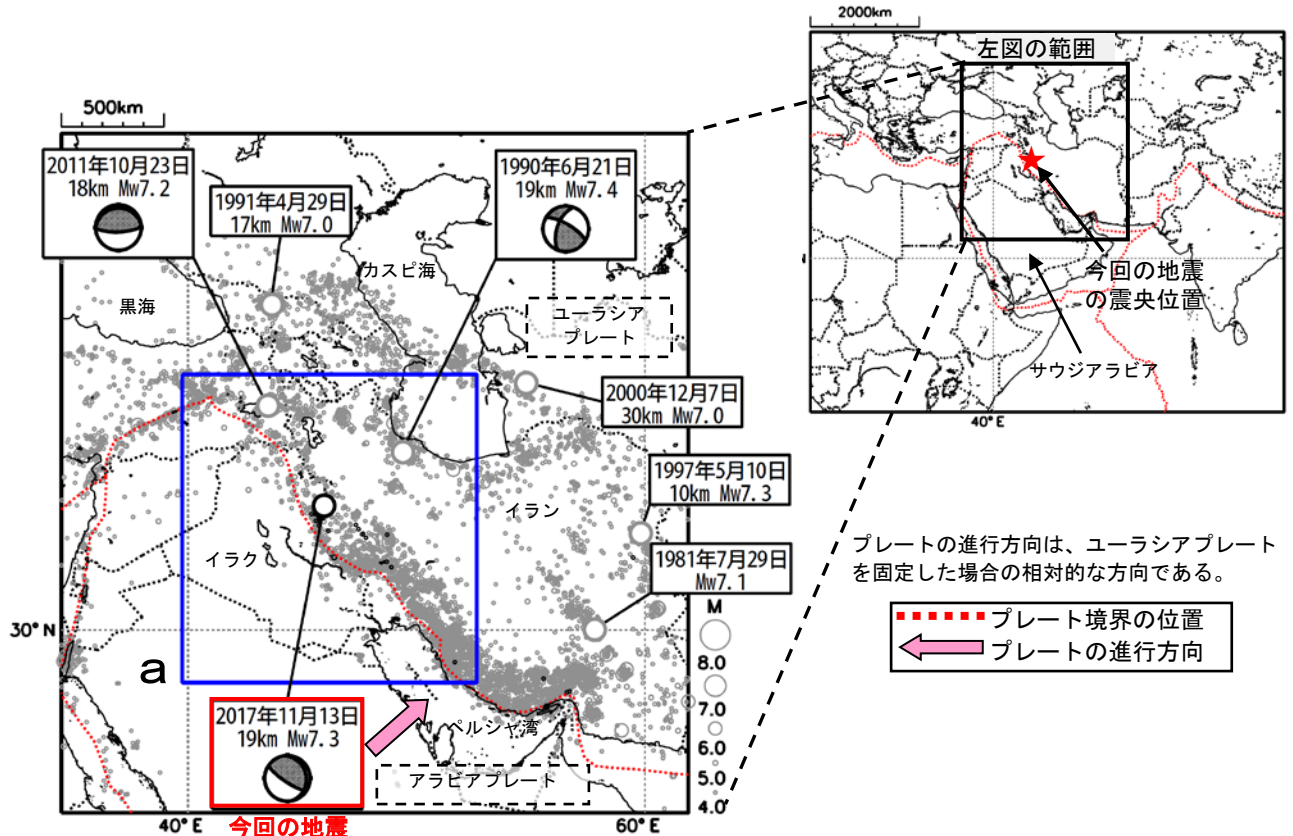 2000km
左図の範囲
今回の地震
の震央位置
サウジアラビア
40°E
500km
2011年10月23日
18km Mw7.2
1991年4月29日
17km Mw7.0
1990年6月21日
19km Mw7.4
カスピ海
黒海
ユーラシア
プレート
2000年12月7日
30km Mw7.0
1997年5月10日
10km Mw7.3
イラン
イラク
1981年7月29日
Mw7.1
M
8.0
7.0
6.0
5.0
4.0
30°N
a
2017年11月13日
19km Mw7.3
ペルシャ湾
アラビアプレート
40°E
60°E
今回の地震
プレートの進行方向は、ユーラシアプレート
を固定した場合の相対的な方向である。
プレート境界の位置
プレートの進行方向